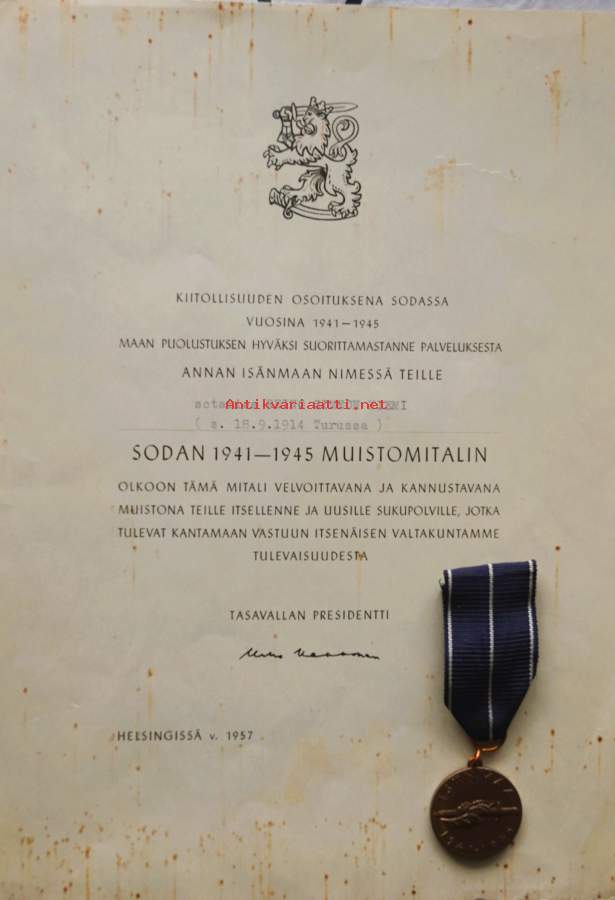 KIITOLLISUUDEN OSOITUKSENA SODASSA
VUOSINA 1941—1945
MAAN PUOLUSTUKSEN HYVÄKSI SUORITTAMASTANNE PALVELUKSESTA
ANNAN ISÄNMAAN NIMESSÄ TEILLE
Antikvariaatti.net
( s. 18.9.1914 Turussa )
SODAN 1941—1945 MUISTOMITALIN
OLKOON TÄMÄ MITALI VELVOITTAVANA JA KANNUSTAVANA
MUISTONA TEILLE ITSELLENNE JA UUSILLE SUKUPOLVILLE, JOTKA
TULEVAT KANTAMAAN VASTUUN ITSENÄISEN VALTAKUNTAMME
TULEVAISUUDESTA
TASAVALLAN PRESIDENTTI
HELSINGISSÄ v. 1957